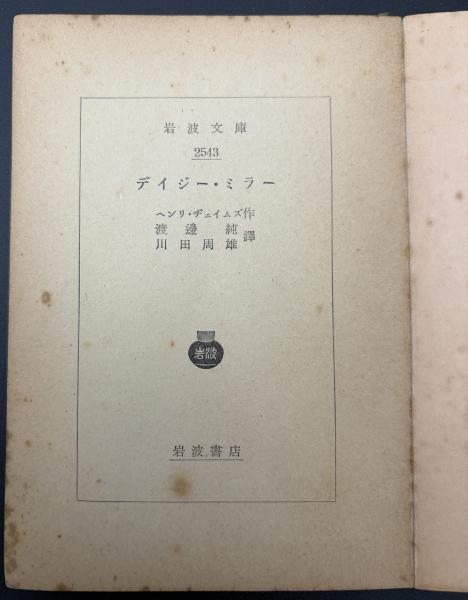 岩波文庫
2543
デイジー・ミラー
ヘンリ・ヂェイムズ作
渡邊純
川田周雄 譯
岩波
岩波書店